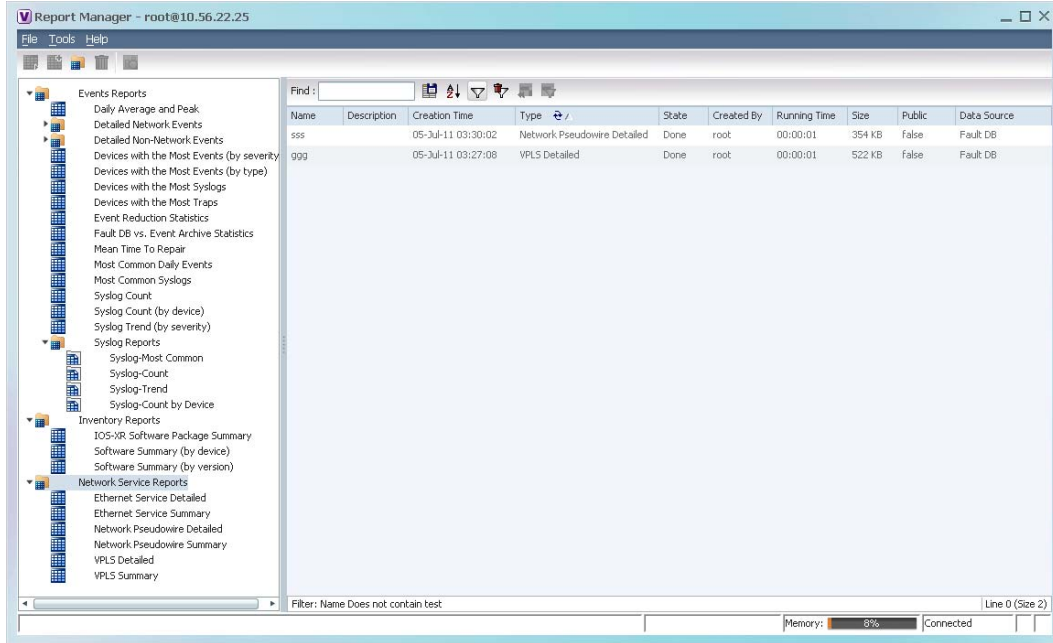 V Report Manager - root@10.56.22.25
File Tools Help
Events Reports
Daily Average and Peak
Detailed Network Events
Detailed Non-Network Events
Devices with the Most Events (by severity
Devices with the Most Events (by type)
Devices with the Most Syslogs
Devices with the Most Traps
Event Reduction Statistics
Fault DB vs. Event Archive Statistics
Mean Time To Repair
Most Common Daily Events
Most Common Syslogs
Syslog Count
Syslog Count (by device)
Syslog Trend (by severity)
Syslog Reports
Syslog-Most Common
Syslog-Count
Syslog-Trend
Syslog-Count by Device
Inventory Reports
IOS-XR Software Package Summary
Software Summary (by device)
Software Summary (by version)
Network Service Reports
Ethernet Service Detailed
Ethernet Service Summary
Network Pseudowire Detailed
Network Pseudowire Summary
VPLS Detailed
VPLS Summary
Find :
Name Description Creation Time Type State Created By Running Time Size Public Data Source
sss 05-Jul-11 03:30:02 Network Pseudowire Detailed Done root 00:00:01 354 KB false Fault DB
ggg 05-Jul-11 03:27:08 VPLS Detailed Done root 00:00:01 522 KB false Fault DB
Filter: Name Does not contain test Line 0 (Size 2)
Memory: 8% Connected